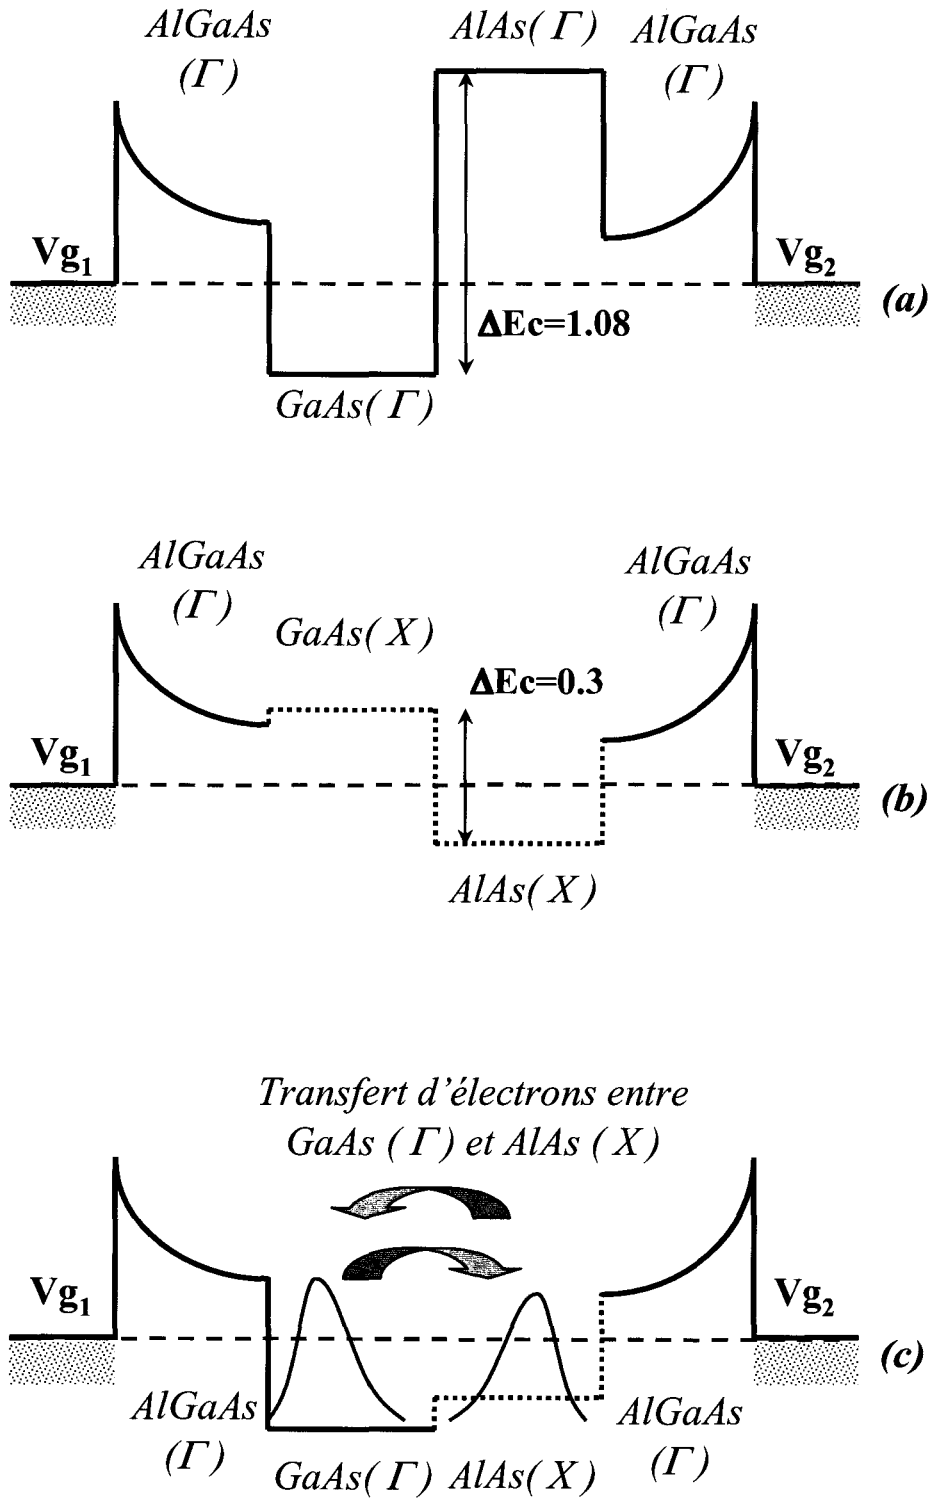 AlGaAs
(Γ)
AlAs(Γ)
AlGaAs
(Γ)
Vg1
Vg2
(a)
ΔEc=1.08
GaAs(Γ)
AlGaAs
(Γ)
GaAs(X)
AlGaAs
(Γ)
ΔEc=0.3
Vg1
Vg2
(b)
AlAs(X)
Transfert d'électrons entre
GaAs (Γ) et AlAs (X)
Vg1
Vg2
(c)
AlGaAs
(Γ)
GaAs(Γ)
AlAs(X)
AlGaAs
(Γ)